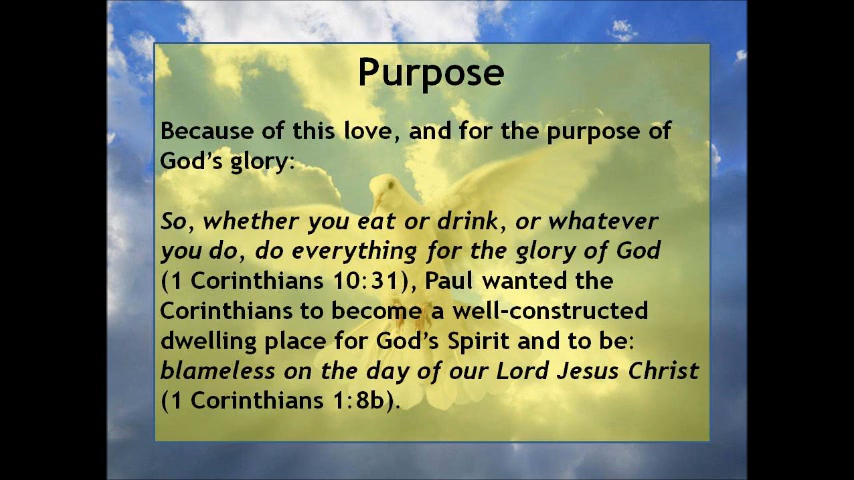 Purpose
Because of this love, and for the purpose of
God’s glory:
So, whether you eat or drink, or whatever
you do, do everything for the glory of God
(1 Corinthians 10:31), Paul wanted the
Corinthians to become a well-constructed
dwelling place for God’s Spirit and to be:
blameless on the day of our Lord Jesus Christ
(1 Corinthians 1:8b).